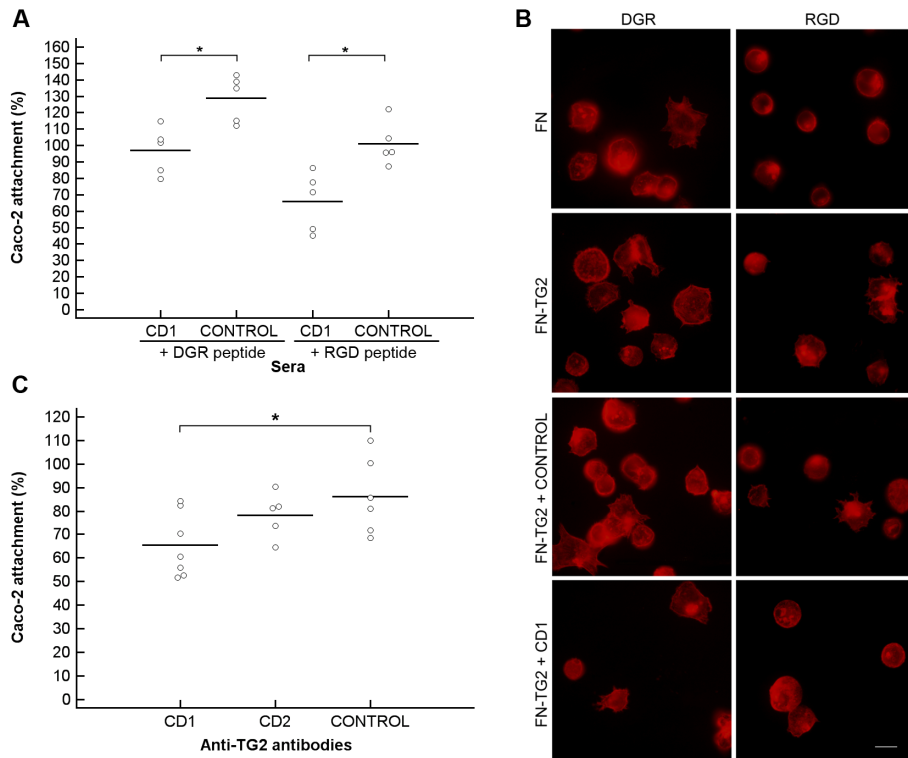 A
160
150
140
130
120
110
100
90
80
70
60
50
40
30
20
10
0
Caco-2 attachment (%)
*
*
CD1 CONTROL CD1 CONTROL
+ DGR peptide + RGD peptide
Sera
B
DGR RGD
FN
FN-TG2
FN-TG2 + CONTROL
FN-TG2 + CD1
C
120
110
100
90
80
70
60
50
40
30
20
10
0
Caco-2 attachment (%)
*
CD1 CD2 CONTROL
Anti-TG2 antibodies